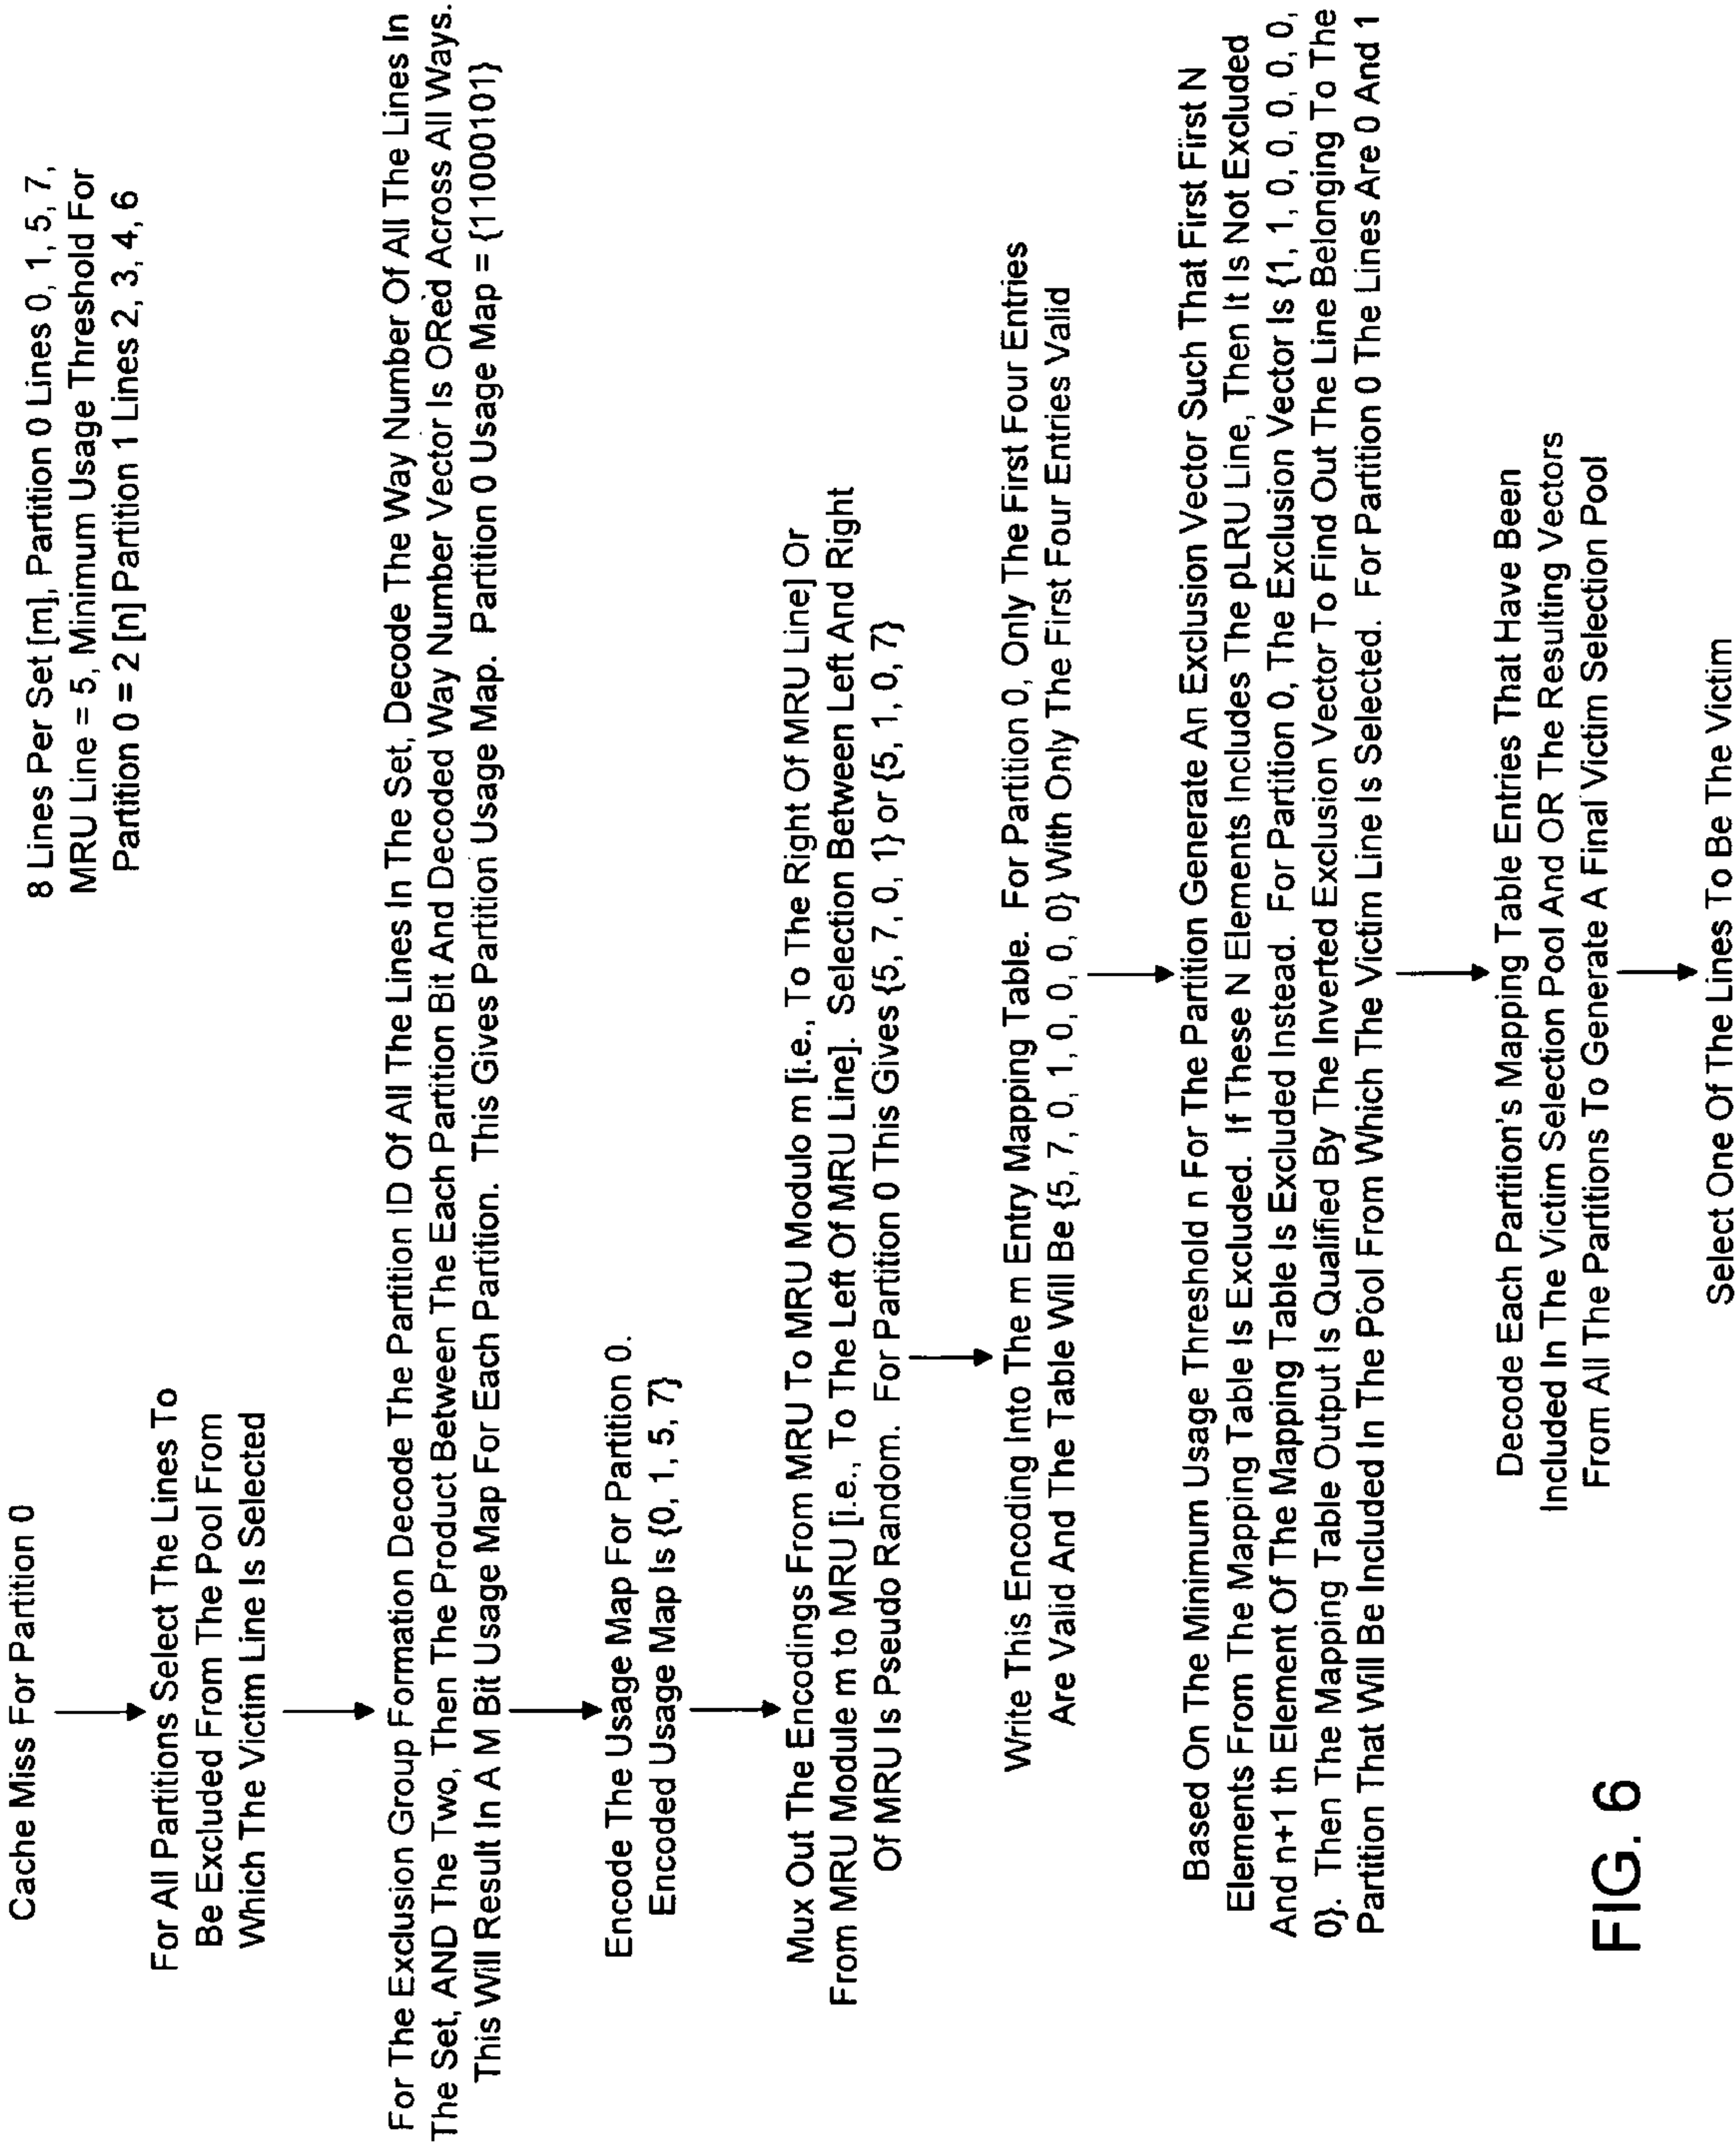 Cache Miss For Partition 0
8 Lines Per Set [m], Partition 0 Lines 0, 1, 5, 7,
MRU Line = 5, Minimum Usage Threshold For
Partition 0 = 2 [n] Partition 1 Lines 2, 3, 4, 6
For All Partitions Select The Lines To
Be Excluded From The Pool From
Which The Victim Line Is Selected
For The Exclusion Group Formation Decode The Partition ID Of All The Lines In The Set, Decode The Way Number Of All The Lines In
The Set, AND The Two, Then The Product Between The Each Partition Bit And Decoded Way Number Vector Is ORed Across All Ways.
This Will Result In A M Bit Usage Map For Each Partition. This Gives Partition Usage Map. Partition 0 Usage Map = {11000101}
Encode The Usage Map For Partition 0.
Encoded Usage Map Is {0, 1, 5, 7}
Mux Out The Encodings From MRU To MRU Modulo m [i.e., To The Right Of MRU Line] Or
From MRU Module m to MRU [i.e., To The Left Of MRU Line]. Selection Between Left And Right
Of MRU Is Pseudo Random. For Partition 0 This Gives {5, 7, 0, 1} or {5, 1, 0, 7}
Write This Encoding Into The m Entry Mapping Table. For Partition 0, Only The First Four Entries
Are Valid And The Table Will Be {5, 7, 0, 1, 0, 0, 0, 0} With Only The First Four Entries Valid
Based On The Minimum Usage Threshold n For The Partition Generate An Exclusion Vector Such That First First N
Elements From The Mapping Table Is Excluded. If These N Elements Includes The pLRU Line, Then It Is Not Excluded
And n+1 th Element Of The Mapping Table Is Excluded Instead. For Partition 0, The Exclusion Vector Is {1, 1, 0, 0, 0, 0, 0,
0}. Then The Mapping Table Output Is Qualified By The Inverted Exclusion Vector To Find Out The Line Belonging To The
Partition That Will Be Included In The Pool From Which The Victim Line Is Selected. For Partition 0 The Lines Are 0 And 1
Decode Each Partition's Mapping Table Entries That Have Been
Included In The Victim Selection Pool And OR The Resulting Vectors
From All The Partitions To Generate A Final Victim Selection Pool
Select One Of The Lines To Be The Victim
FIG. 6